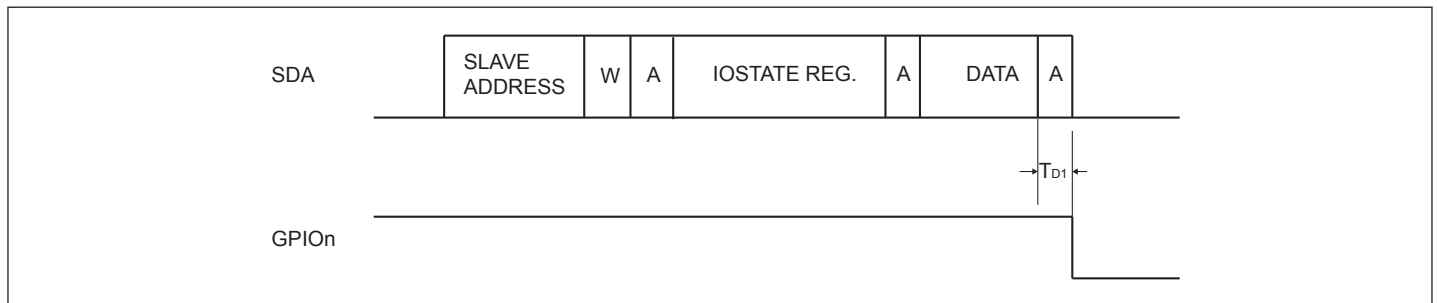 SDA
SLAVE
ADDRESS
W
A
IOSTATE REG.
A
DATA
A
TD1
GPIOn